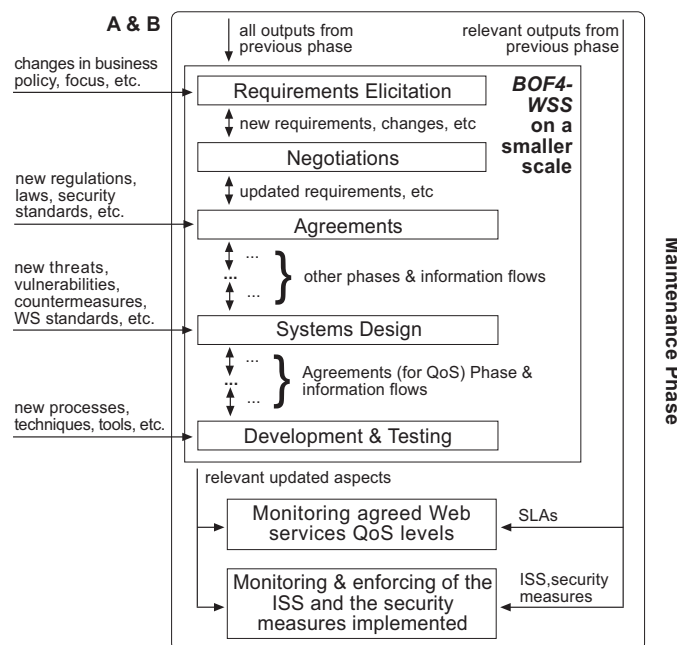 A & B
all outputs from
previous phase
relevant outputs from
previous phase
changes in business
policy, focus, etc.
Requirements Elicitation
BOF4-
WSS
on a
smaller
scale
new requirements, changes, etc
Negotiations
new regulations,
laws, security
standards, etc.
updated requirements, etc
Agreements
...
...
...
other phases & information flows
new threats,
vulnerabilities,
countermeasures,
WS standards, etc.
Systems Design
...
...
...
Agreements (for QoS) Phase &
information flows
new processes,
techniques, tools, etc.
Development & Testing
Maintenance Phase
relevant updated aspects
Monitoring agreed Web
services QoS levels
SLAs
Monitoring & enforcing of the
ISS and the security
measures implemented
ISS,security
measures